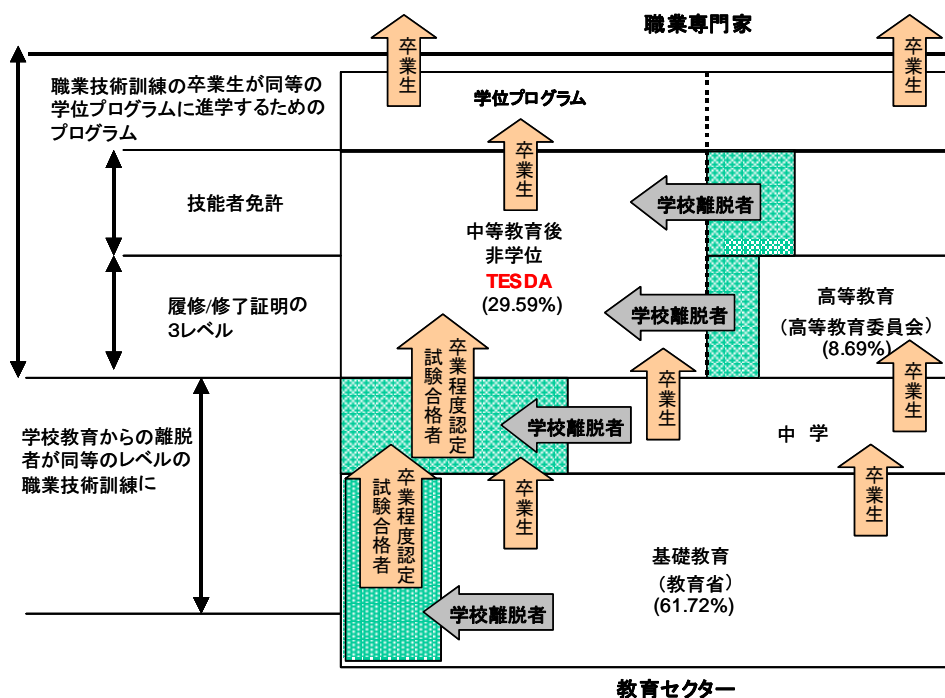 職業専門家
卒業生
卒業生
職業技術訓練の卒業生が同等の
学位プログラムに進学するための
プログラム
学位プログラム
卒業生
技能者免許
学校離脱者
中等教育後
非学位
TESDA
(29.59%)
履修/修了証明の
3レベル
学校離脱者
高等教育
（高等教育委員会）
(8.69%)
卒業程度認定
試験合格者
卒業生
卒業生
学校教育からの離脱
者が同等のレベルの
職業技術訓練に
学校離脱者
中 学
卒業程度認定
試験合格者
卒業生
卒業生
基礎教育
（教育省）
(61.72%)
学校離脱者
教育セクター